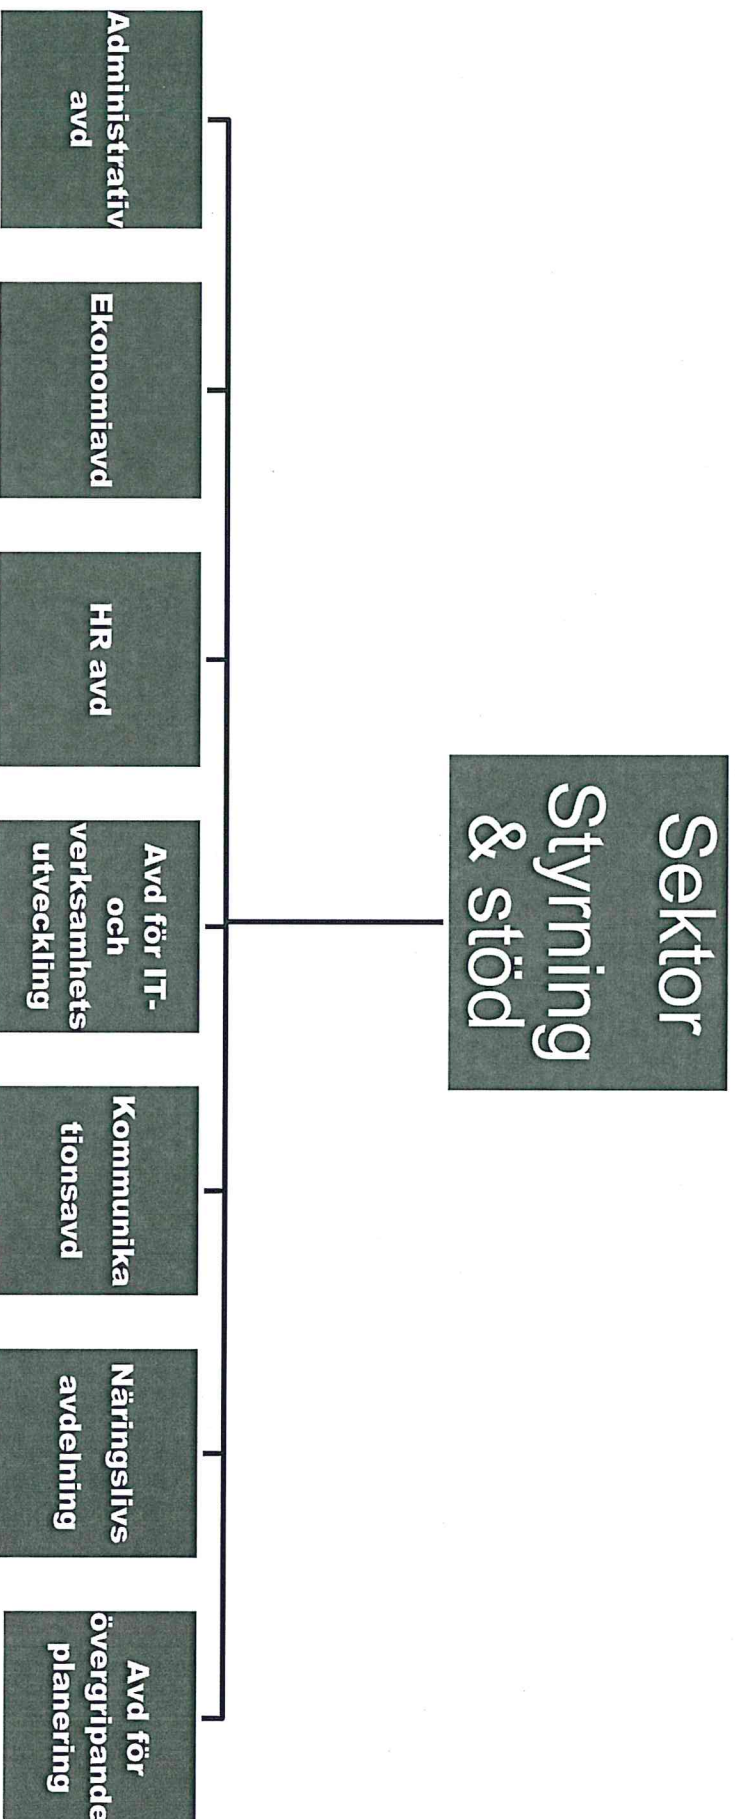 Sektor
Styrning
& stöd
Administrativ
avd
Ekonomiavd
HR avd
Avd för IT-
och
verksamhets
utveckling
Kommunika
tionsavd
Näringslivs
avdelning
Avd för
övergripande
planering